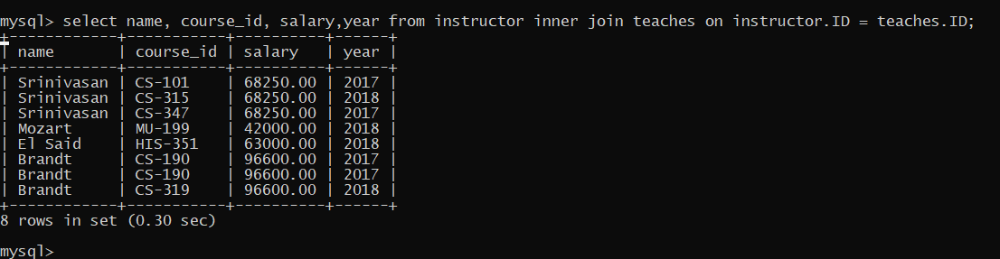 mysql> select name, course_id, salary,year from instructor inner join teaches on instructor.ID = teaches.ID;
+------------+-----------+----------+------+
| name       | course_id | salary   | year |
+------------+-----------+----------+------+
| Srinivasan | CS-101    | 68250.00 | 2017 |
| Srinivasan | CS-315    | 68250.00 | 2018 |
| Srinivasan | CS-347    | 68250.00 | 2017 |
| Mozart     | MU-199    | 42000.00 | 2018 |
| El Said    | HIS-351   | 63000.00 | 2018 |
| Brandt     | CS-190    | 96600.00 | 2017 |
| Brandt     | CS-190    | 96600.00 | 2017 |
| Brandt     | CS-319    | 96600.00 | 2018 |
+------------+-----------+----------+------+
8 rows in set (0.30 sec)
mysql>